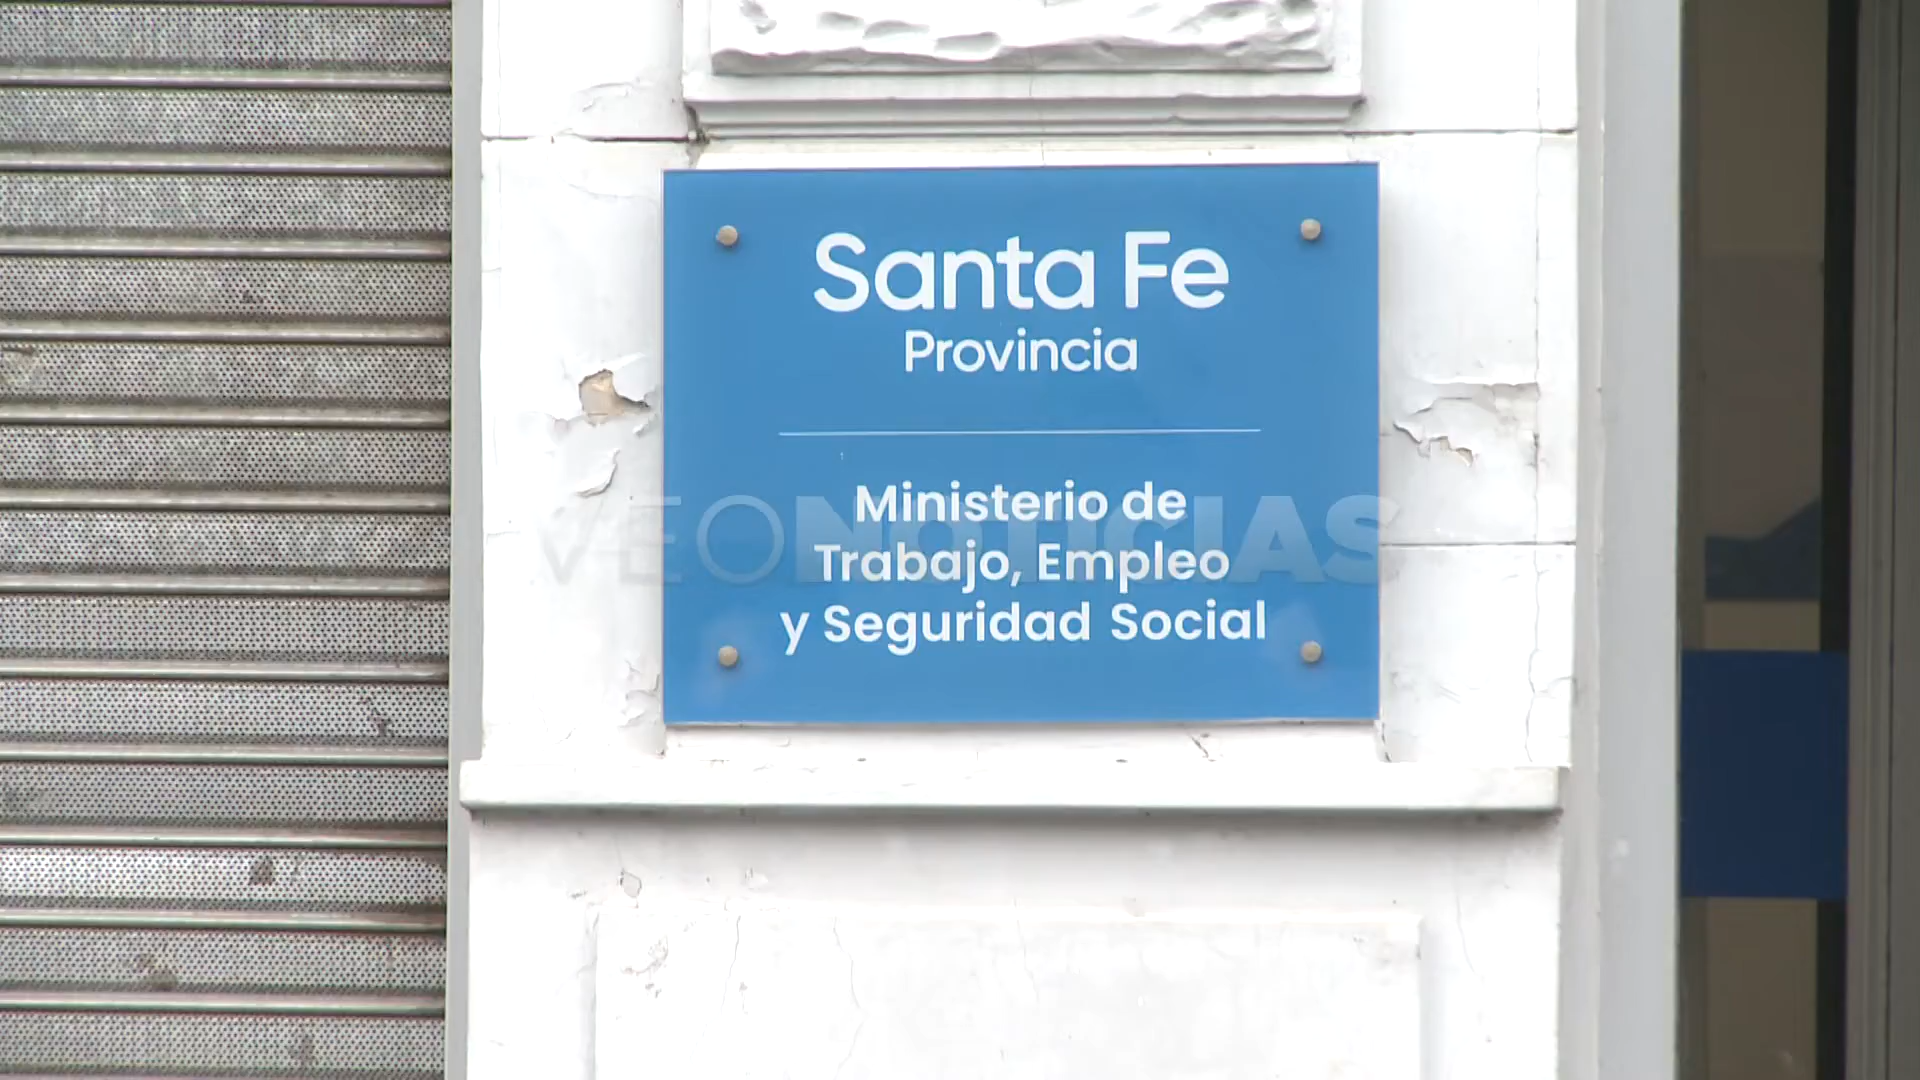 Santa Fe
Provincia
Ministerio de
Trabajo, Empleo
y Seguridad Social
VEONOTICIAS